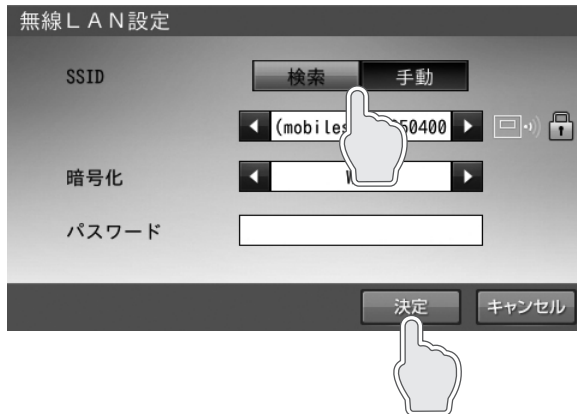 無線LAN設定
SSID 検索 手動
(mobiles 50400
暗号化
パスワード
決定 キャンセル